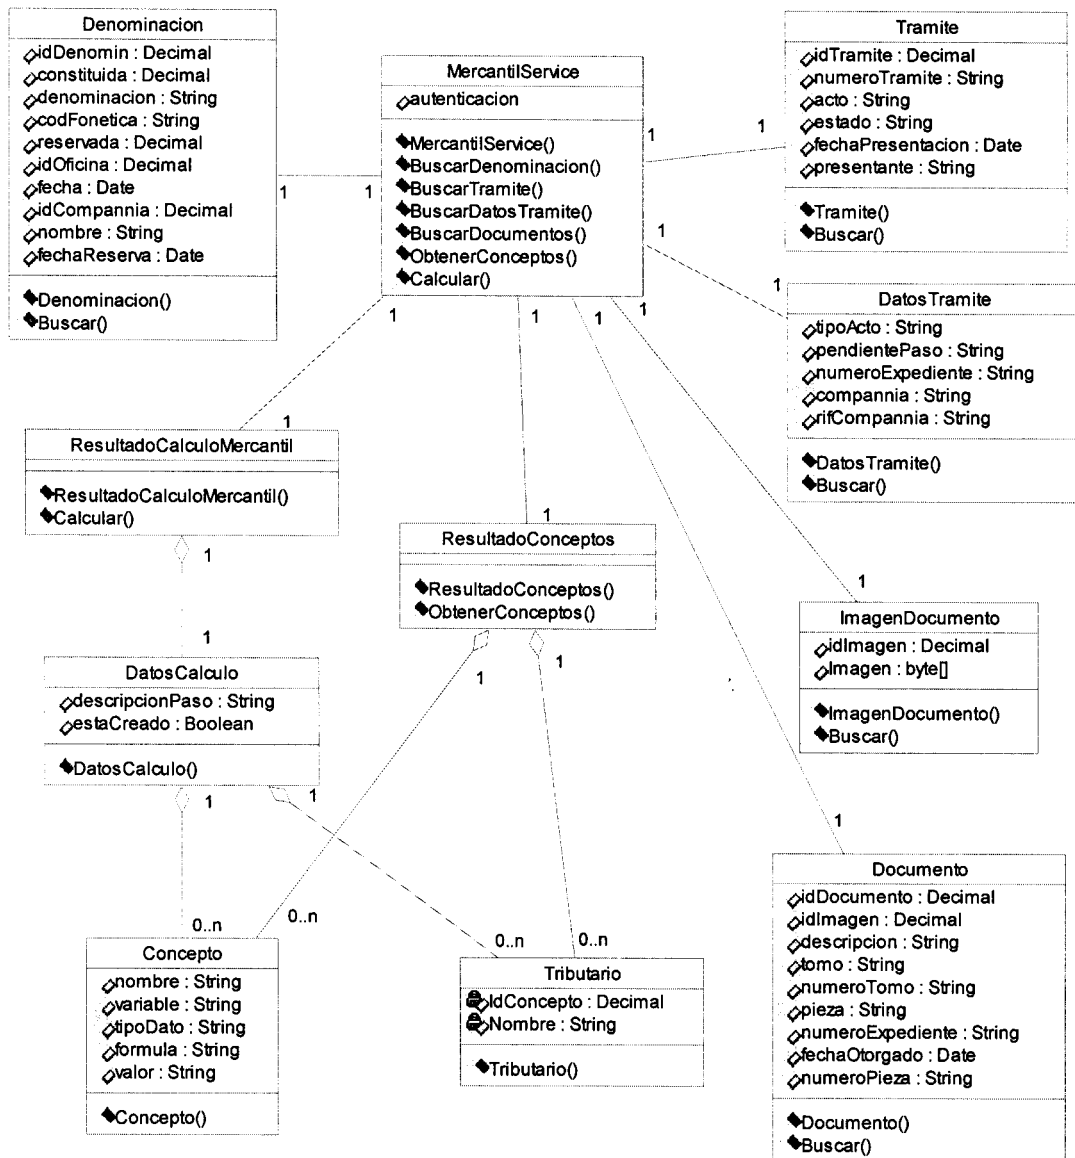 Denominacion
idDenomin : Decimal
constituida : Decimal
denominacion : String
codFonetica : String
reservada : Decimal
idOficina : Decimal
fecha : Date
idCompannia : Decimal
nombre : String
fechaReserva : Date
Denominacion()
Buscar()
MercantilService
autenticacion
MercantilService()
BuscarDenominacion()
BuscarTramite()
BuscarDatosTramite()
BuscarDocumentos()
ObtenerConceptos()
Calcular()
Tramite
idTramite : Decimal
numeroTramite : String
acto : String
estado : String
fechaPresentacion : Date
presentante : String
Tramite()
Buscar()
1
1
1
1
1
1
1
1
1
1
DatosTramite
tipoActo : String
pendientePaso : String
numeroExpediente : String
compannia : String
rifCompannia : String
DatosTramite()
Buscar()
1
ResultadoCalculoMercantil
ResultadoCalculoMercantil()
Calcular()
1
1
ResultadoConceptos
ResultadoConceptos()
ObtenerConceptos()
1
1
1
1
ImagenDocumento
idImagen : Decimal
Imagen : byte[]
ImagenDocumento()
Buscar()
DatosCalculo
descripcionPaso : String
estaCreado : Boolean
DatosCalculo()
1
1
1
0..n
0..n
0..n
0..n
Concepto
nombre : String
variable : String
tipoDato : String
formula : String
valor : String
Concepto()
Tributario
IdConcepto : Decimal
Nombre : String
Tributario()
Documento
idDocumento : Decimal
idImagen : Decimal
descripcion : String
tomo : String
numeroTomo : String
pieza : String
numeroExpediente : String
fechaOtorgado : Date
numeroPieza : String
Documento()
Buscar()